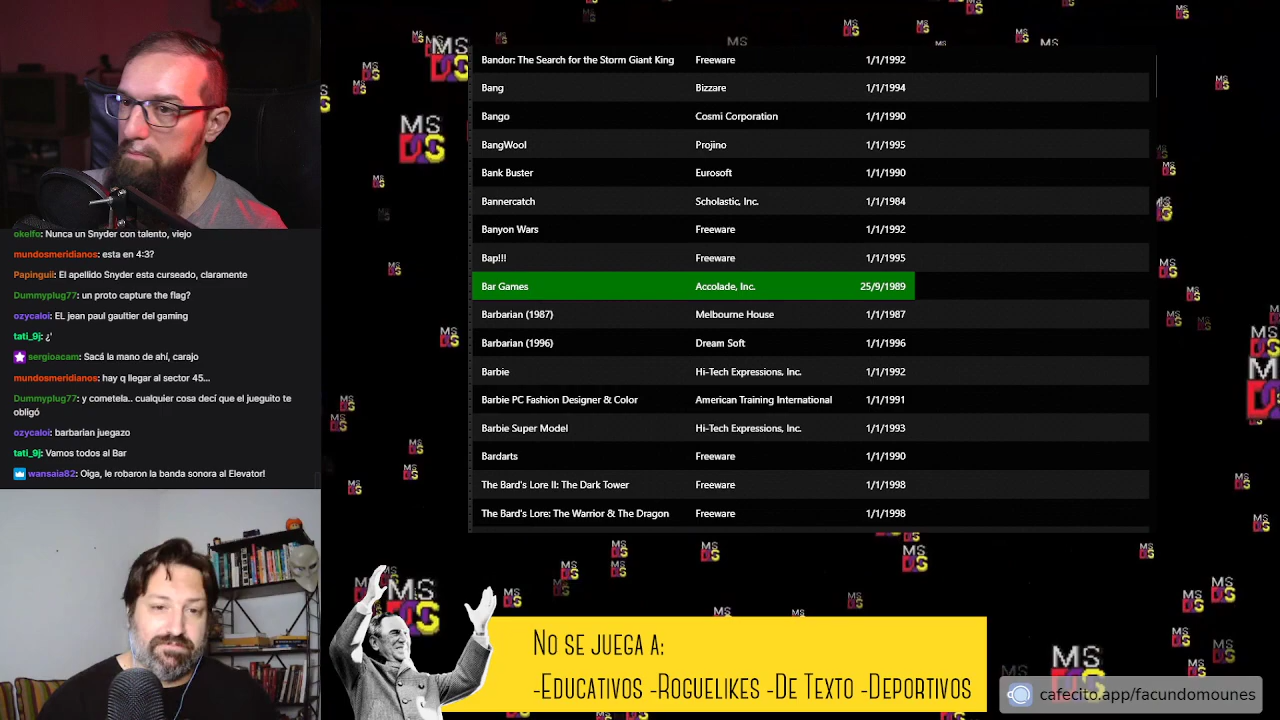 okelfo: Nunca un Snyder con talento, viejo
mundosmeridianos: esta en 4:3?
Papinguii: El apellido Snyder esta curseado, claramente
Dummyplug77: un proto capture the flag?
ozycaloi: EL jean paul gaultier del gaming
tati_9j: ¿'
sergioacam: Sacá la mano de ahí, carajo
mundosmeridianos: hay q llegar al sector 45...
Dummyplug77: y cometela.. cualquier cosa decí que el jueguito te
obligó
ozycaloi: barbarian juegazo
tati_9j: Vamos todos al Bar
wansaia82: Oiga, le robaron la banda sonora al Elevator!
Bandor: The Search for the Storm Giant King Freeware 1/1/1992
Bang Bizzare 1/1/1994
Bango Cosmi Corporation 1/1/1990
BangWool Projino 1/1/1995
Bank Buster Eurosoft 1/1/1990
Bannercatch Scholastic, Inc. 1/1/1984
Banyon Wars Freeware 1/1/1992
Bap!!! Freeware 1/1/1995
Bar Games Accolade, Inc. 25/9/1989
Barbarian (1987) Melbourne House 1/1/1987
Barbarian (1996) Dream Soft 1/1/1996
Barbie Hi-Tech Expressions, Inc. 1/1/1992
Barbie PC Fashion Designer & Color American Training International 1/1/1991
Barbie Super Model Hi-Tech Expressions, Inc. 1/1/1993
Bardarts Freeware 1/1/1990
The Bard's Lore II: The Dark Tower Freeware 1/1/1998
The Bard's Lore: The Warrior & The Dragon Freeware 1/1/1998
MS
DOS
No se juega a:
-Educativos -Roguelikes -De Texto -Deportivos
cafecito.app/facundomounes